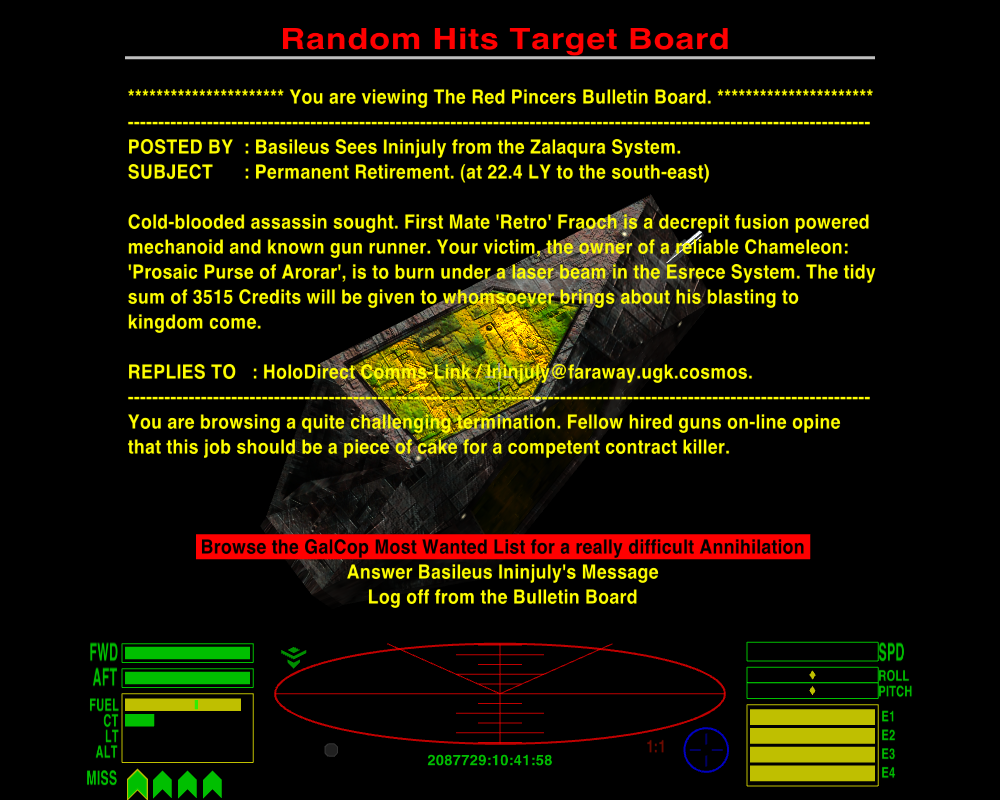 Random Hits Target Board
********************** You are viewing The Red Pincers Bulletin Board. **********************
--------------------------------------------------------------------------------------------------------------------------------
POSTED BY : Basileus Sees Ininjuly from the Zalaqura System.
SUBJECT : Permanent Retirement. (at 22.4 LY to the south-east)
Cold-blooded assassin sought. First Mate 'Retro' Fraoch is a decrepit fusion powered
mechanoid and known gun runner. Your victim, the owner of a reliable Chameleon:
'Prosaic Purse of Arorar', is to burn under a laser beam in the Esrece System. The tidy
sum of 3515 Credits will be given to whomsoever brings about his blasting to
kingdom come.
REPLIES TO : HoloDirect Comms-Link / Ininjuly@faraway.ugk.cosmos.
--------------------------------------------------------------------------------------------------------------------------------
You are browsing a quite challenging termination. Fellow hired guns on-line opine
that this job should be a piece of cake for a competent contract killer.
Browse the GalCop Most Wanted List for a really difficult Annihilation
Answer Basileus Ininjuly's Message
Log off from the Bulletin Board
FWD
AFT
FUEL
CT
LT
ALT
MISS
2087729:10:41:58
1:1
SPD
ROLL
PITCH
E1
E2
E3
E4